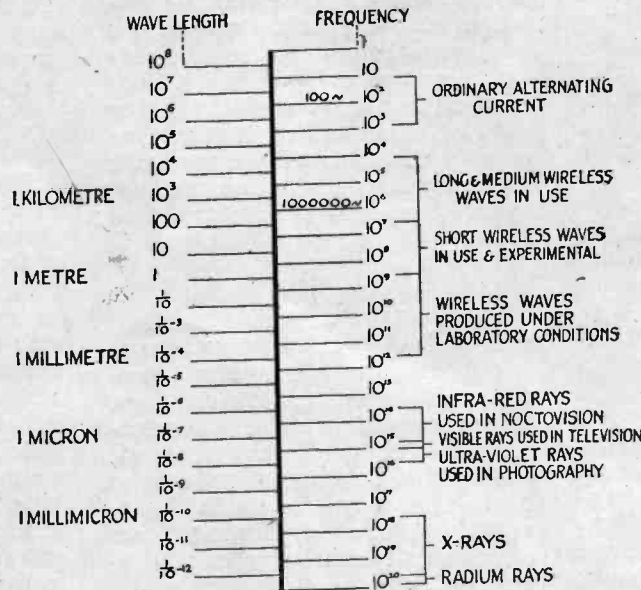 WAVE LENGTH FREQUENCY
10⁸
10
10⁷
100~ 10² ORDINARY ALTERNATING
CURRENT
10⁶
10³
10⁵
10⁴
10⁴
10⁵ LONG & MEDIUM WIRELESS
WAVES IN USE
1 KILOMETRE 10³
1000000~ 10⁶
100
10⁷
SHORT WIRELESS WAVES
IN USE & EXPERIMENTAL
10
10⁸
1 METRE 1
10⁹
1/10
10¹⁰ WIRELESS WAVES
PRODUCED UNDER
LABORATORY CONDITIONS
1/10⁻³
10¹¹
1 MILLIMETRE 1/10⁻⁴
10¹²
1/10⁻⁵
10¹³
INFRA-RED RAYS
USED IN NOCTOVISION
1/10⁻⁶
10¹⁴
1 MICRON 1/10⁻⁷
10¹⁵ VISIBLE RAYS USED IN TELEVISION
ULTRA-VIOLET RAYS
USED IN PHOTOGRAPHY
1/10⁻⁸
10¹⁶
1/10⁻⁹
10¹⁷
1 MILLIMICRON 1/10⁻¹⁰
10¹⁸
X-RAYS
1/10⁻¹¹
10¹⁹
1/10⁻¹²
10²⁰ RADIUM RAYS